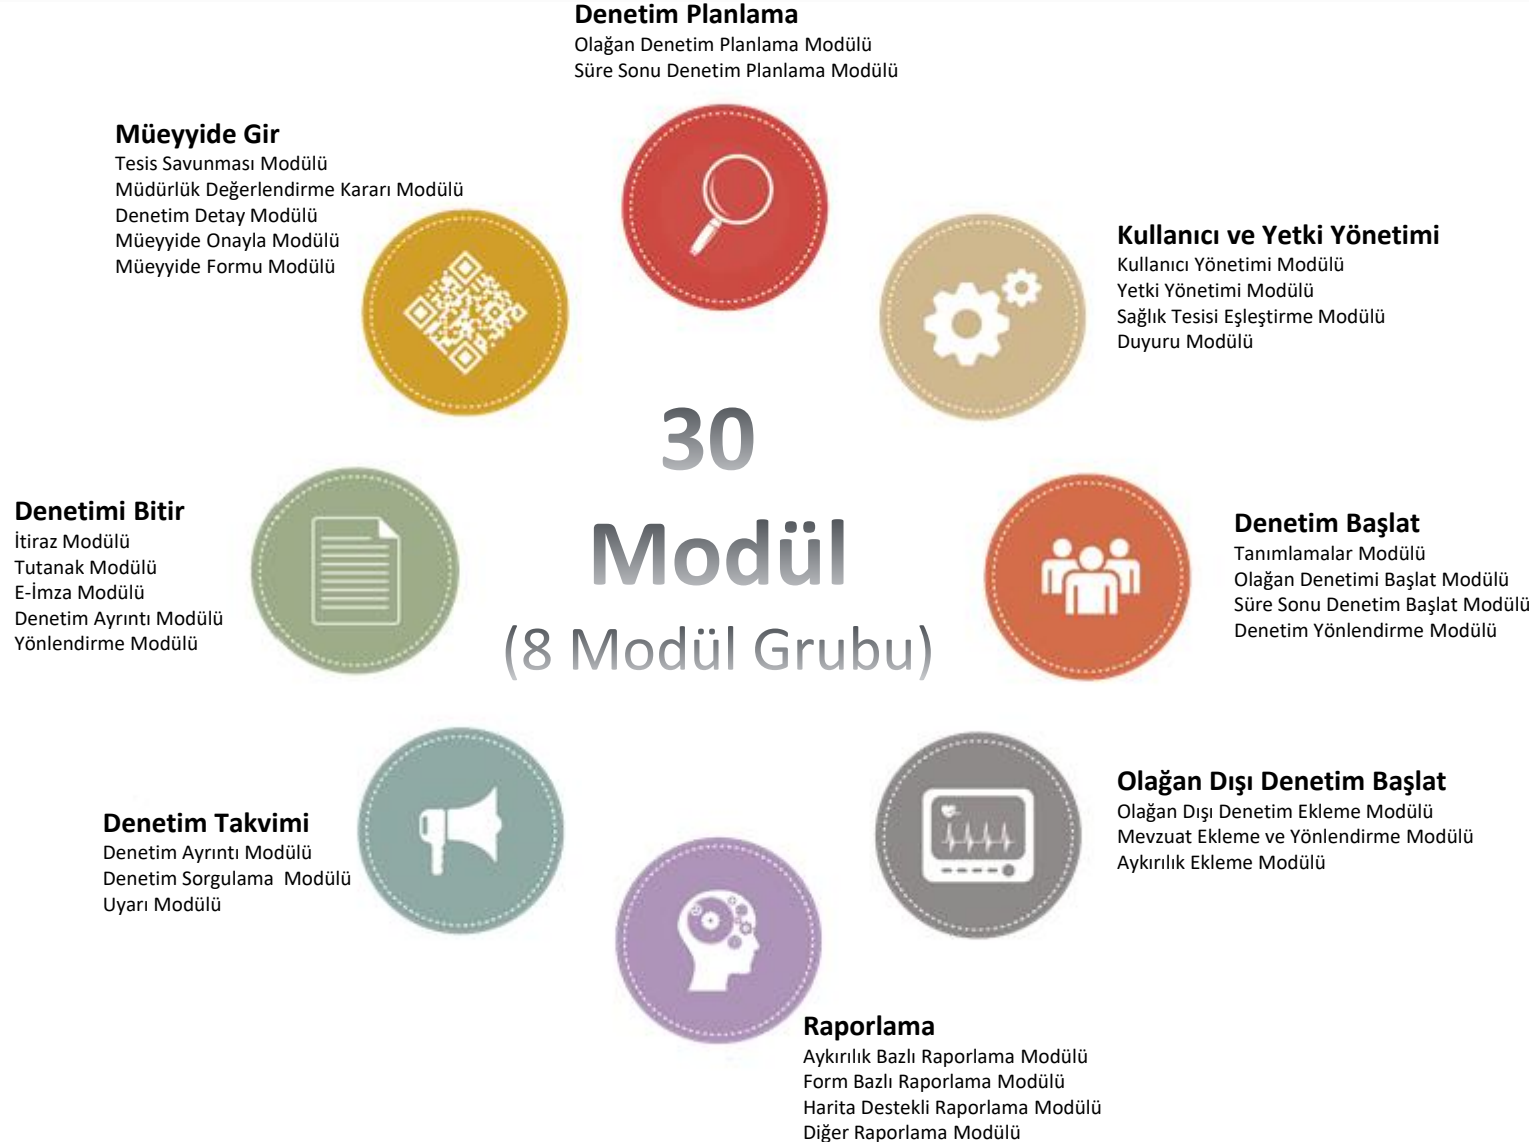 Denetim Planlama
Olağan Denetim Planlama Modülü
Süre Sonu Denetim Planlama Modülü
Müeyyide Gir
Tesis Savunması Modülü
Müdürlük Değerlendirme Kararı Modülü
Denetim Detay Modülü
Müeyyide Onayla Modülü
Müeyyide Formu Modülü
Kullanıcı ve Yetki Yönetimi
Kullanıcı Yönetimi Modülü
Yetki Yönetimi Modülü
Sağlık Tesisi Eşleştirme Modülü
Duyuru Modülü
30
Modül
(8 Modül Grubu)
Denetimi Bitir
İtiraz Modülü
Tutanak Modülü
E-İmza Modülü
Denetim Ayrıntı Modülü
Yönlendirme Modülü
Denetim Başlat
Tanımlamalar Modülü
Olağan Denetimi Başlat Modülü
Süre Sonu Denetim Başlat Modülü
Denetim Yönlendirme Modülü
Denetim Takvimi
Denetim Ayrıntı Modülü
Denetim Sorgulama  Modülü
Uyarı Modülü
Olağan Dışı Denetim Başlat
Olağan Dışı Denetim Ekleme Modülü
Mevzuat Ekleme ve Yönlendirme Modülü
Aykırılık Ekleme Modülü
Raporlama
Aykırılık Bazlı Raporlama Modülü
Form Bazlı Raporlama Modülü
Harita Destekli Raporlama Modülü
Diğer Raporlama Modülü